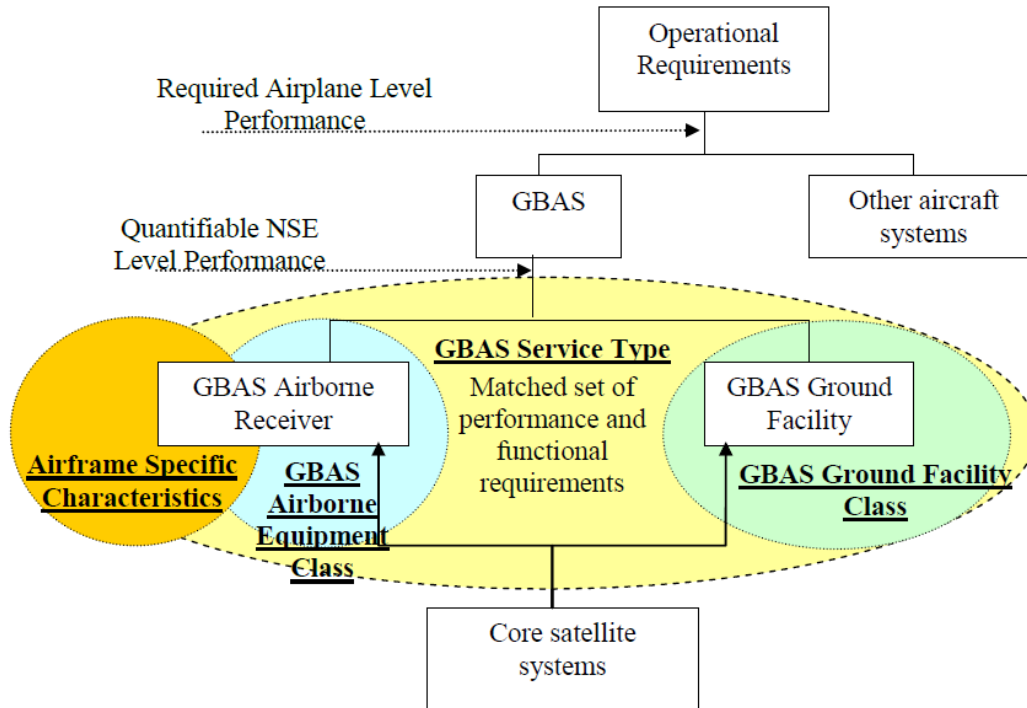 Operational
Requirements
Required Airplane Level
Performance
GBAS
Other aircraft
systems
Quantifiable NSE
Level Performance
GBAS Service Type
Matched set of
performance and
functional
requirements
GBAS Airborne
Receiver
GBAS Ground
Facility
Airframe Specific
Characteristics
GBAS
Airborne
Equipment
Class
GBAS Ground Facility
Class
Core satellite
systems